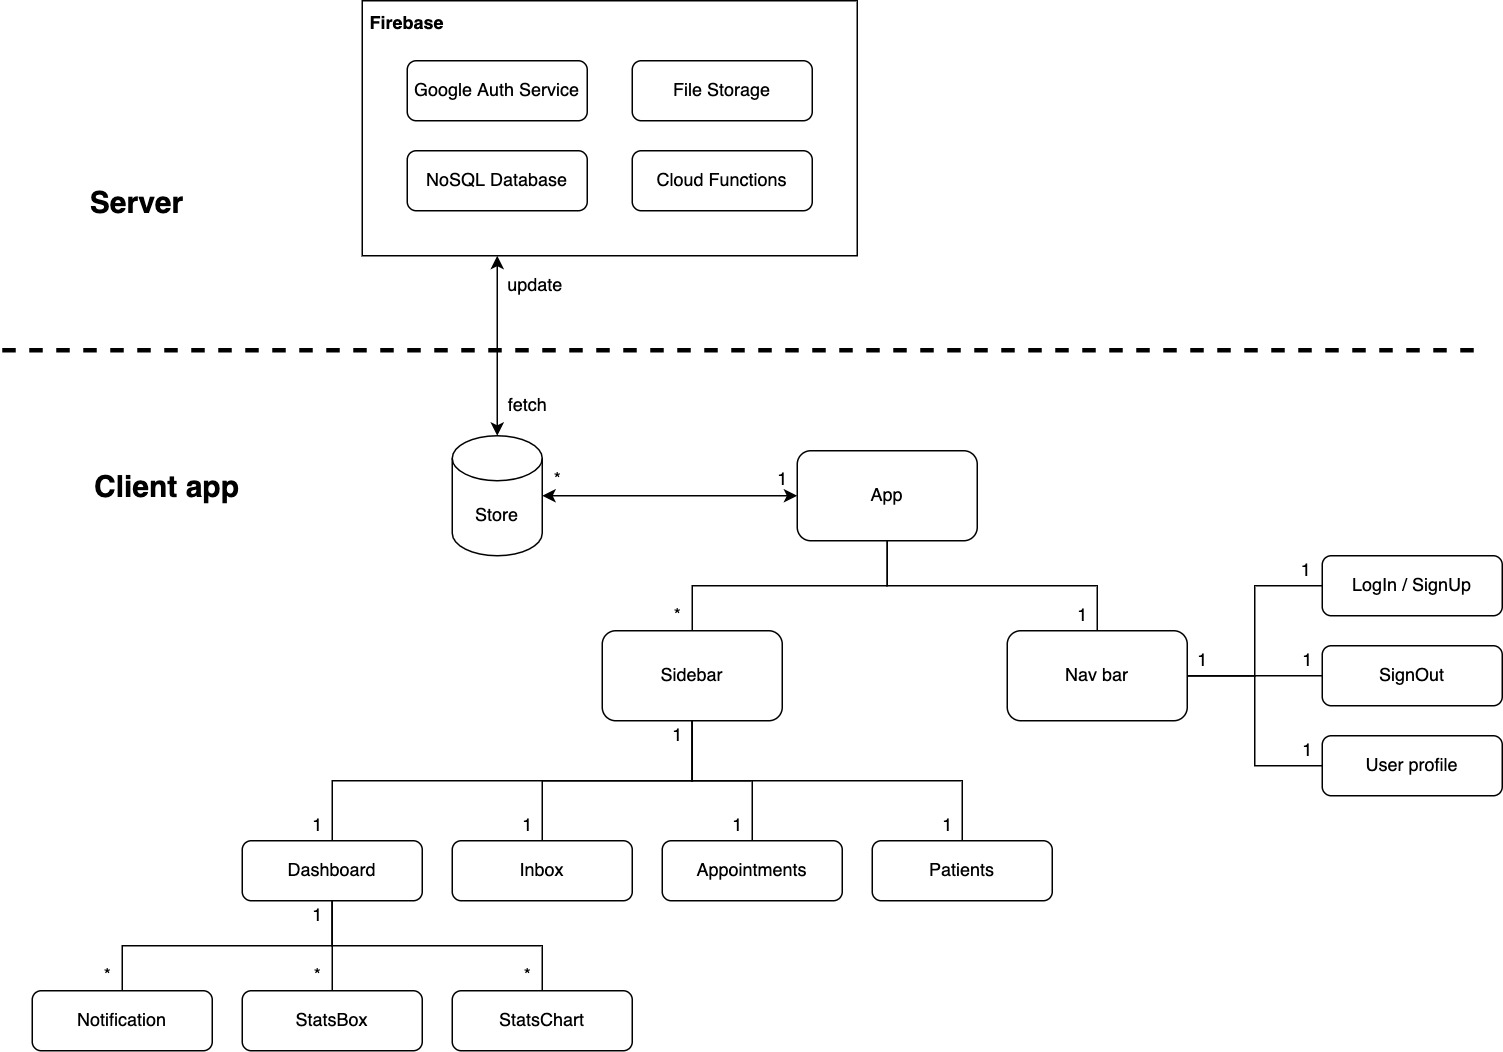 Firebase
Google Auth Service
File Storage
NoSQL Database
Cloud Functions
Server
update
fetch
Client app
*
1
Store
App
1
LogIn / SignUp
*
1
Sidebar
Nav bar
1
1
SignOut
1
1
User profile
1
1
1
1
Dashboard
Inbox
Appointments
Patients
1
*
*
*
Notification
StatsBox
StatsChart